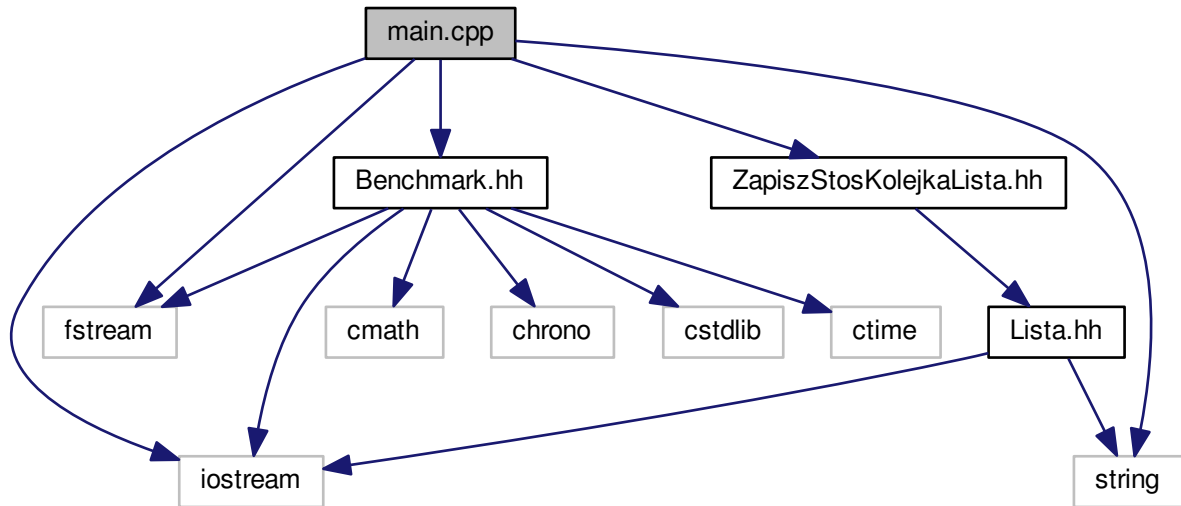 main.cpp
Benchmark.hh
ZapiszStosKolejkaLista.hh
fstream
cmath
chrono
cstdlib
ctime
Lista.hh
iostream
string